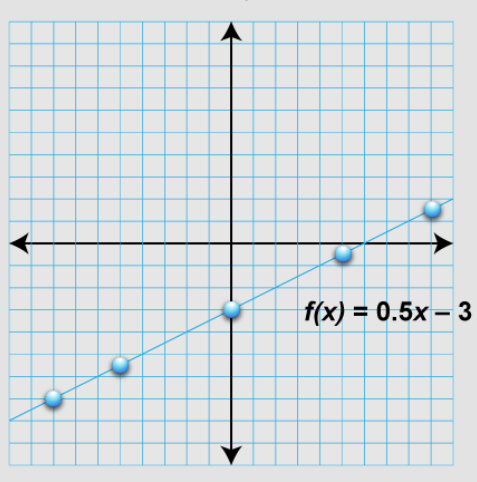 f(x) = 0.5x – 3